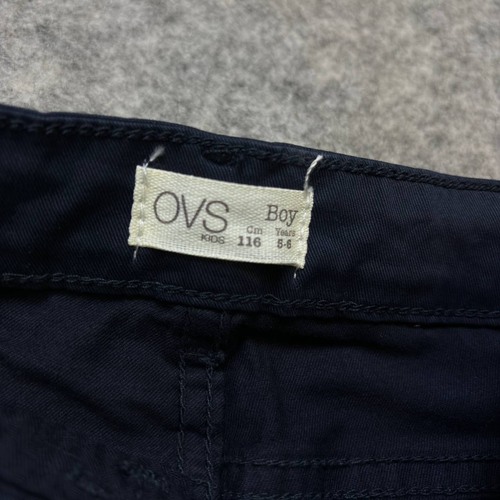 OVS Boy
KIDS Cm Years
116 5-6